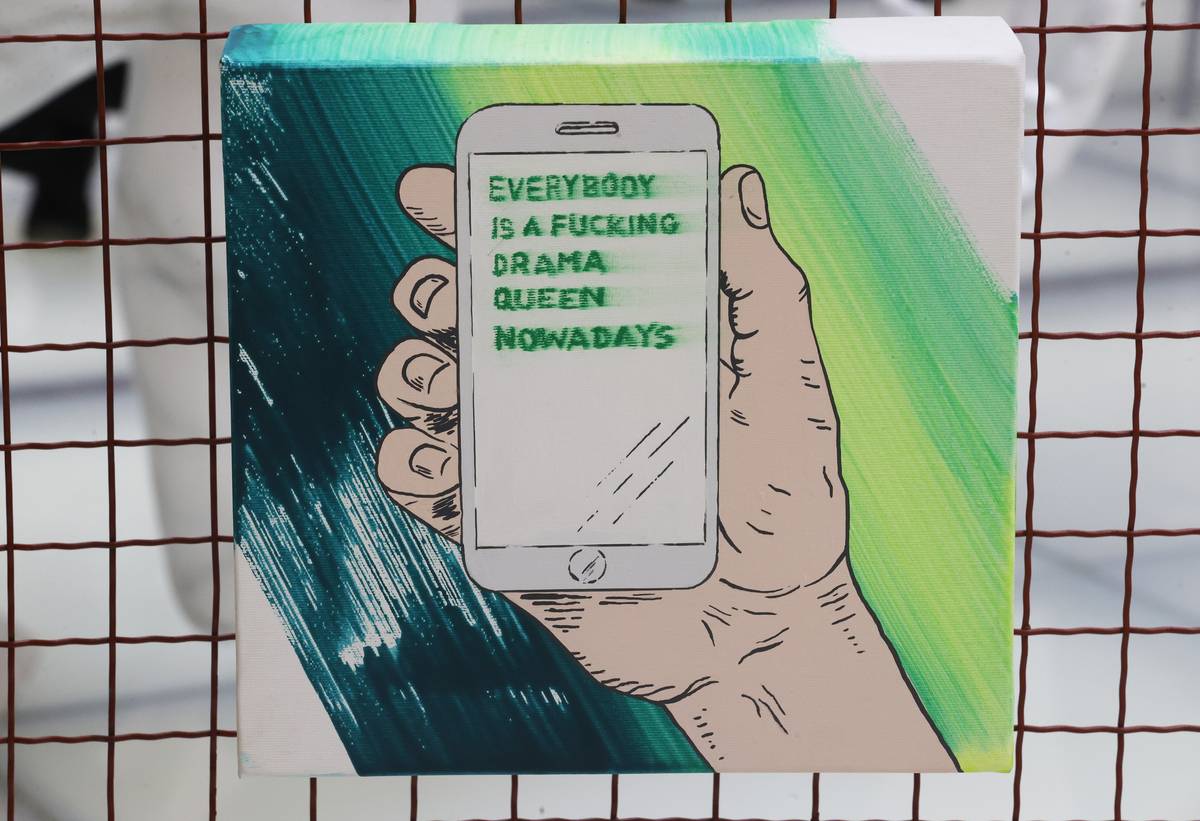 EVERYBODY
IS A FUCKING
DRAMA
QUEEN
NOWADAYS